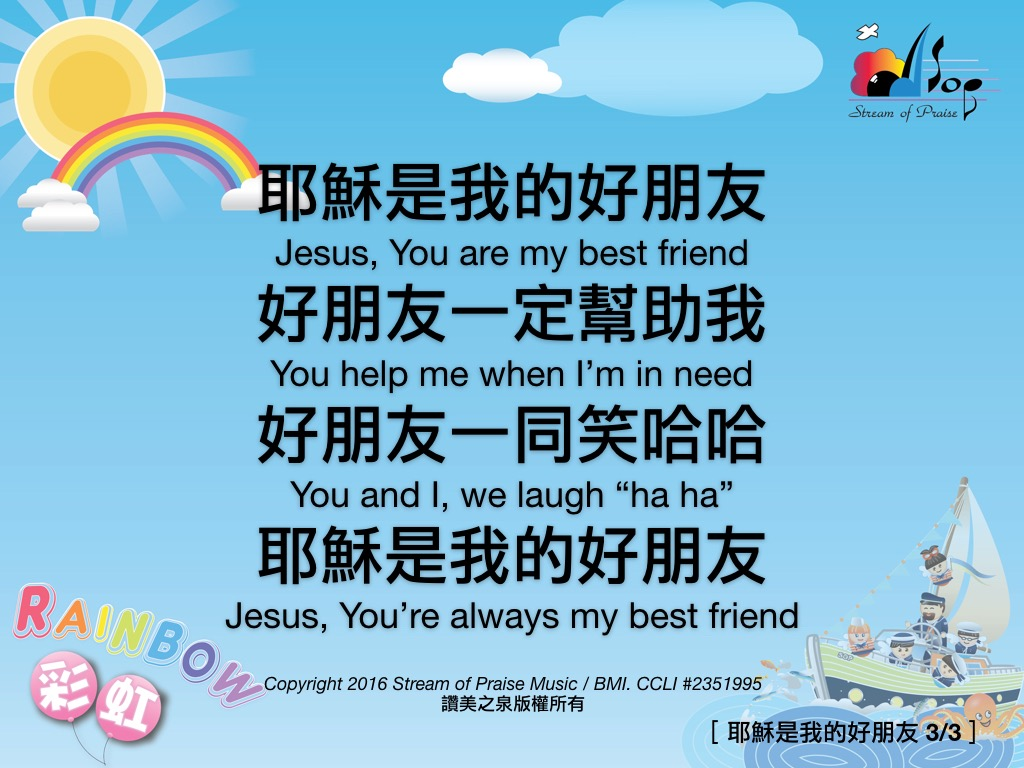 SOP
Stream of Praise
耶穌是我的好朋友
Jesus, You are my best friend
好朋友一定幫助我
You help me when I’m in need
好朋友一同笑哈哈
You and I, we laugh “ha ha”
耶穌是我的好朋友
Jesus, You’re always my best friend
RAINBOW
彩虹
Copyright 2016 Stream of Praise Music / BMI. CCLI #2351995
讚美之泉版權所有
[ 耶穌是我的好朋友 3/3 ]